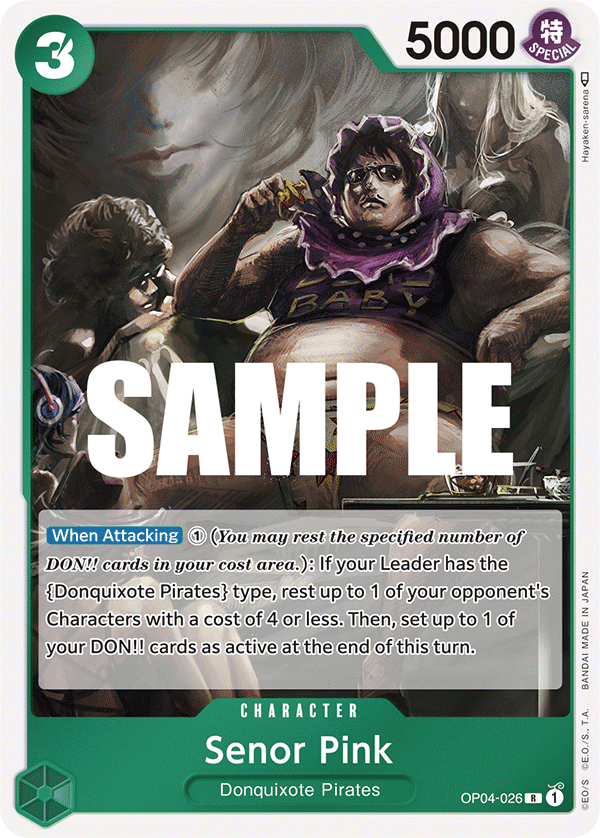 3
5000
特
SPECIAL
Hayaken-sarena
BABY
SAMPLE
When Attacking ① (You may rest the specified number of
DON!! cards in your cost area.): If your Leader has the
{Donquixote Pirates} type, rest up to 1 of your opponent's
Characters with a cost of 4 or less. Then, set up to 1 of
your DON!! cards as active at the end of this turn.
©E.O./S., T.A. BANDAI MADE IN JAPAN
©EO/S
CHARACTER
Senor Pink
Donquixote Pirates
OP04-026 R 1